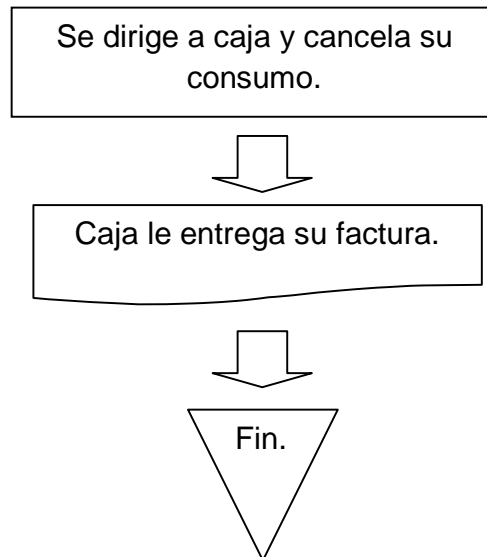 Se dirige a caja y cancela su
consumo.
Caja le entrega su factura.
Fin.